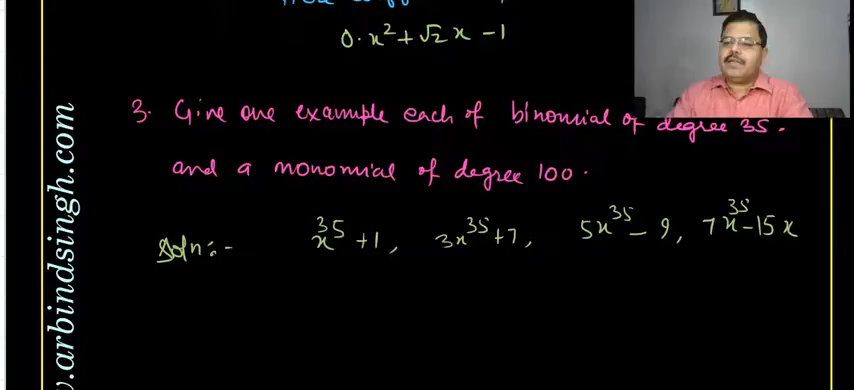 0·x² + √2 x - 1
3. Give one example each of binomial of degree 35.
and a monomial of degree 100.
Soln:- x³⁵ + 1, 3x³⁵ + 7, 5x³⁵ - 9, 7x³⁵ - 15x
.arbindsingh.com